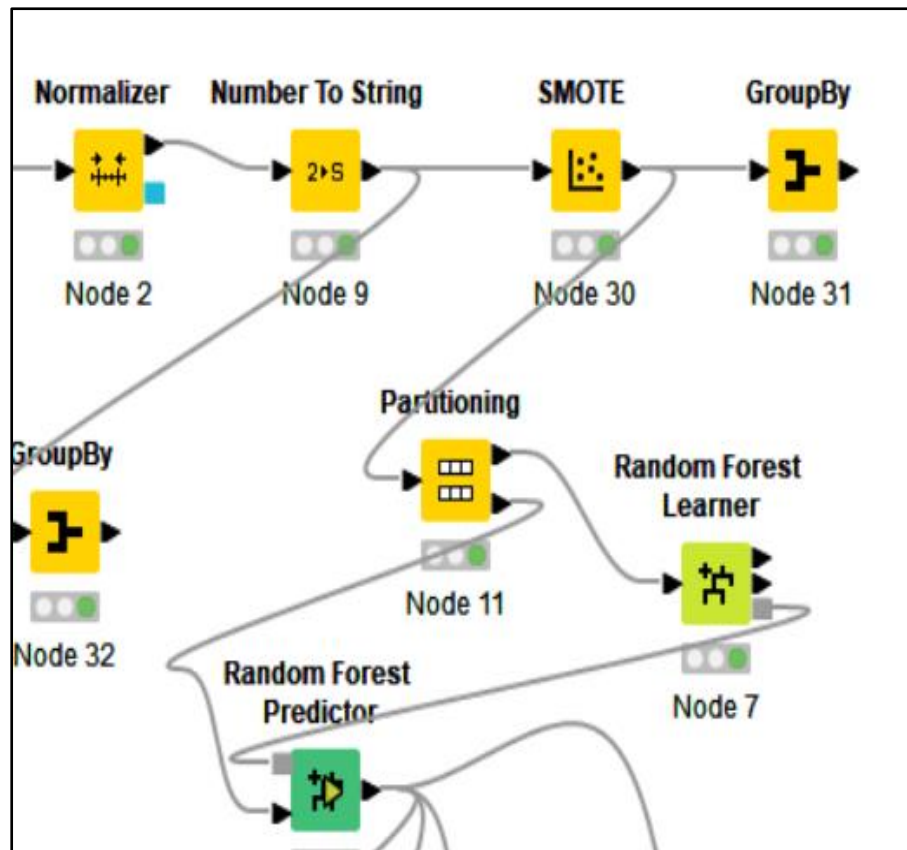 Normalizer
Number To String
SMOTE
GroupBy
2 S
Node 2
Node 9
Node 30
Node 31
Partitioning
GroupBy
Random Forest
Learner
Node 11
Node 32
Random Forest
Predictor
Node 7